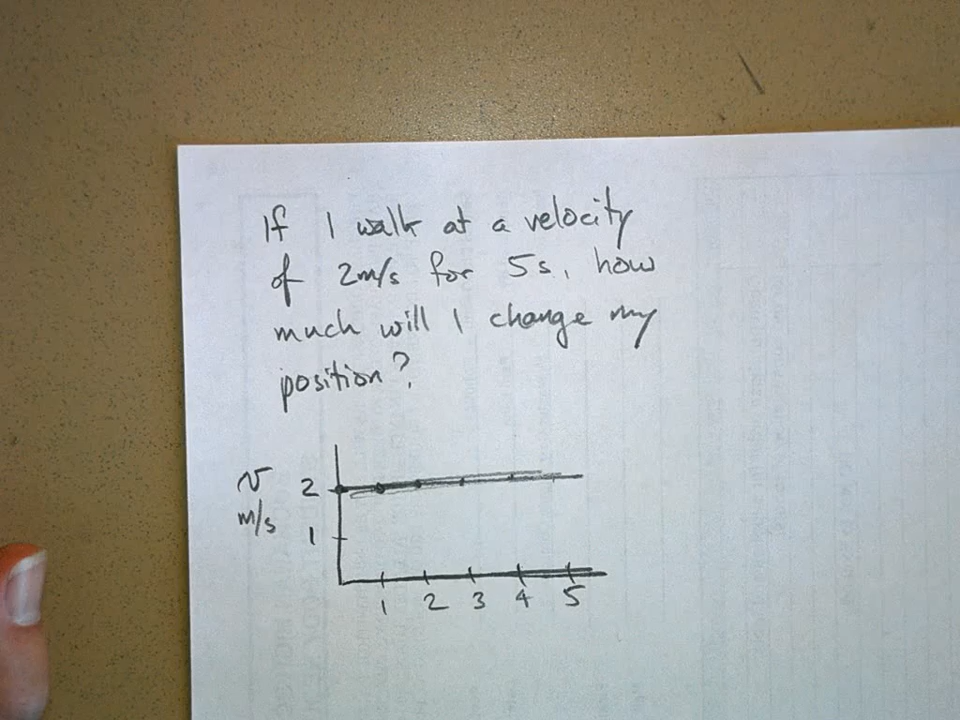 If I walk at a velocity
of 2m/s for 5s, how
much will I change my
position?
v
m/s
2
1
1 2 3 4 5